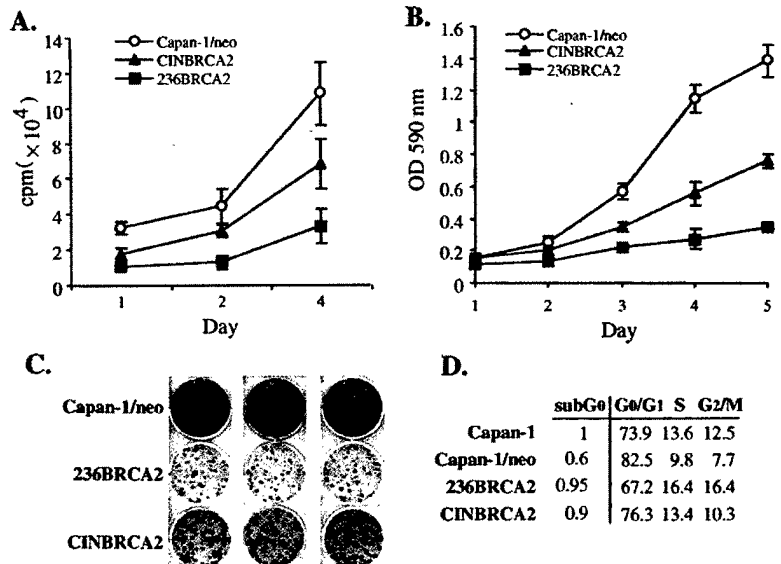 A.
Capan-1/neo
CINBRCA2
236BRCA2
14
12
10
8
6
4
2
0
cpm( ×10⁴)
1 2 4
Day
B.
Capan-1/neo
CINBRCA2
236BRCA2
1.6
1.4
1.2
1
0.8
0.6
0.4
0.2
0
OD 590 nm
1 2 3 4 5
Day
C.
Capan-1/neo
236BRCA2
CINBRCA2
D.
subG0 G0/G1 S G2/M
Capan-1 1 73.9 13.6 12.5
Capan-1/neo 0.6 82.5 9.8 7.7
236BRCA2 0.95 67.2 16.4 16.4
CINBRCA2 0.9 76.3 13.4 10.3